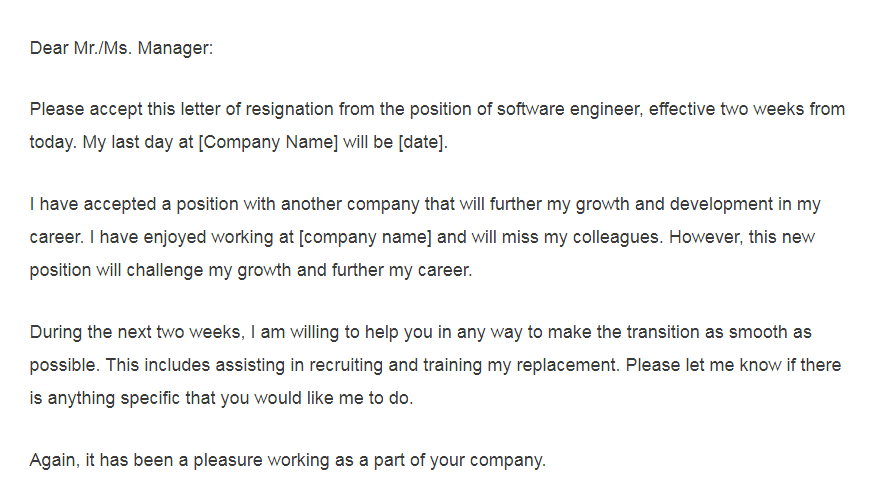 Dear Mr./Ms. Manager:
Please accept this letter of resignation from the position of software engineer, effective two weeks from
today. My last day at [Company Name] will be [date].
I have accepted a position with another company that will further my growth and development in my
career. I have enjoyed working at [company name] and will miss my colleagues. However, this new
position will challenge my growth and further my career.
During the next two weeks, I am willing to help you in any way to make the transition as smooth as
possible. This includes assisting in recruiting and training my replacement. Please let me know if there
is anything specific that you would like me to do.
Again, it has been a pleasure working as a part of your company.